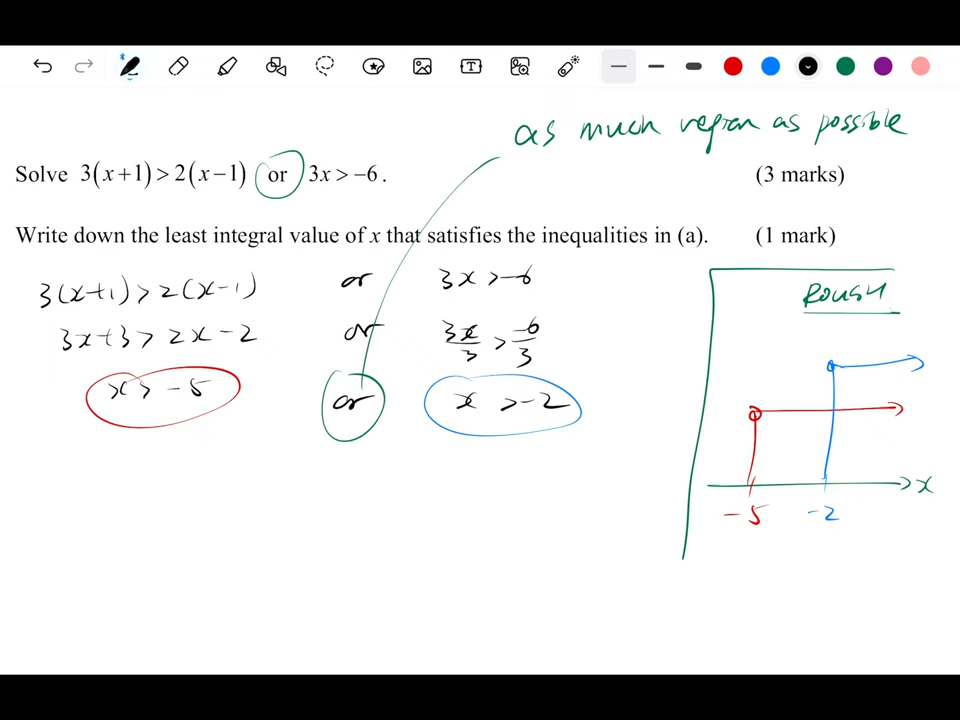 as much region as possible
Solve 3(x+1)>2(x−1) or 3x>−6. (3 marks)
Write down the least integral value of x that satisfies the inequalities in (a). (1 mark)
3(x+1)>2(x−1) or 3x>−6
3x+3>2x−2 or 3x/3>−6/3
x>−5 or x>−2
ROUGH
x
−5 −2